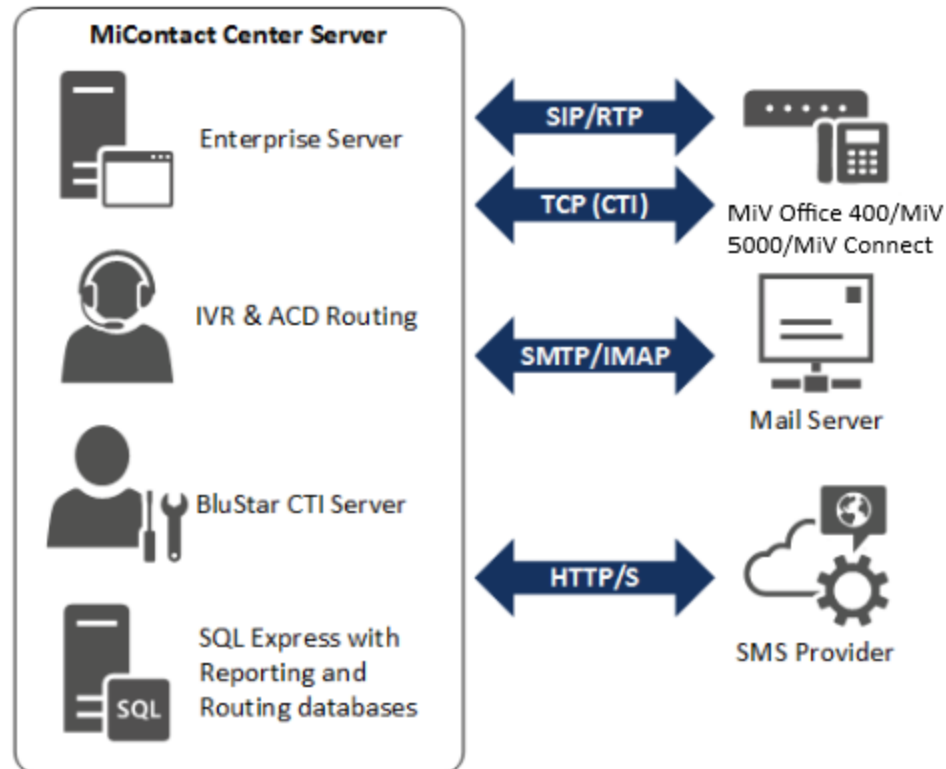 MiContact Center Server
Enterprise Server
IVR & ACD Routing
BluStar CTI Server
SQL Express with
Reporting and
Routing databases
SQL
SIP/RTP
TCP (CTI)
SMTP/IMAP
HTTP/S
MiV Office 400/MiV
5000/MiV Connect
Mail Server
SMS Provider